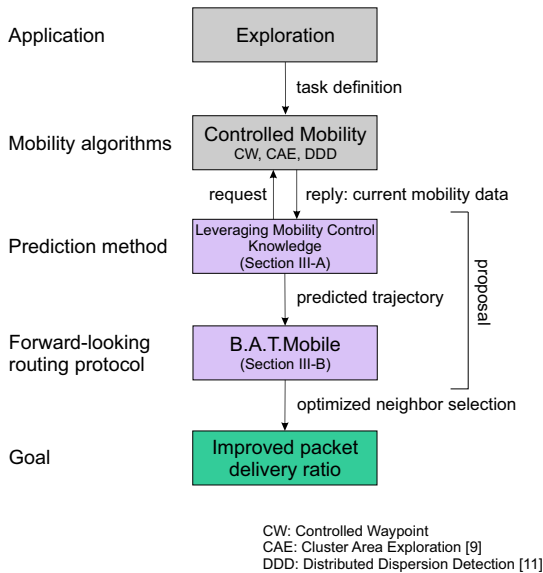 Application
Exploration
task definition
Mobility algorithms
Controlled Mobility
CW, CAE, DDD
request
reply: current mobility data
Prediction method
Leveraging Mobility Control
Knowledge
(Section III-A)
proposal
predicted trajectory
Forward-looking
routing protocol
B.A.T.Mobile
(Section III-B)
optimized neighbor selection
Goal
Improved packet
delivery ratio
CW: Controlled Waypoint
CAE: Cluster Area Exploration [9]
DDD: Distributed Dispersion Detection [11]